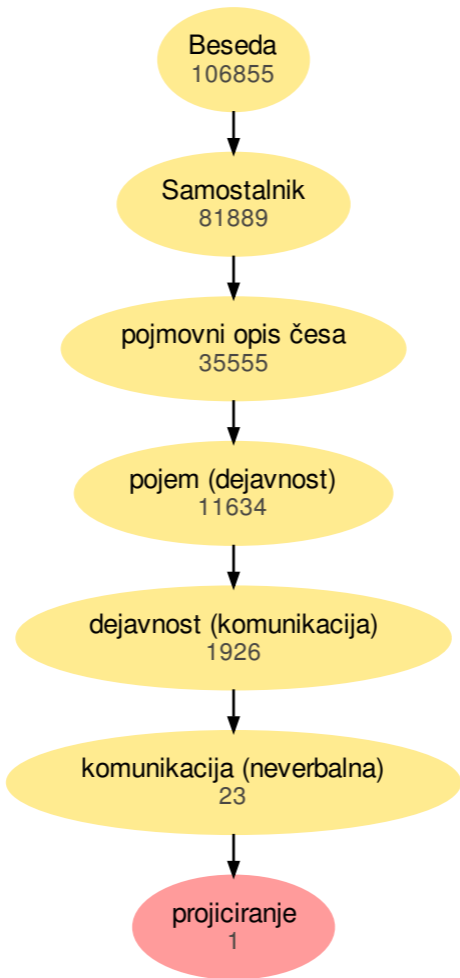 Beseda
106855
Samostalnik
81889
pojmovni opis česa
35555
pojem (dejavnost)
11634
dejavnost (komunikacija)
1926
komunikacija (neverbalna)
23
projiciranje
1